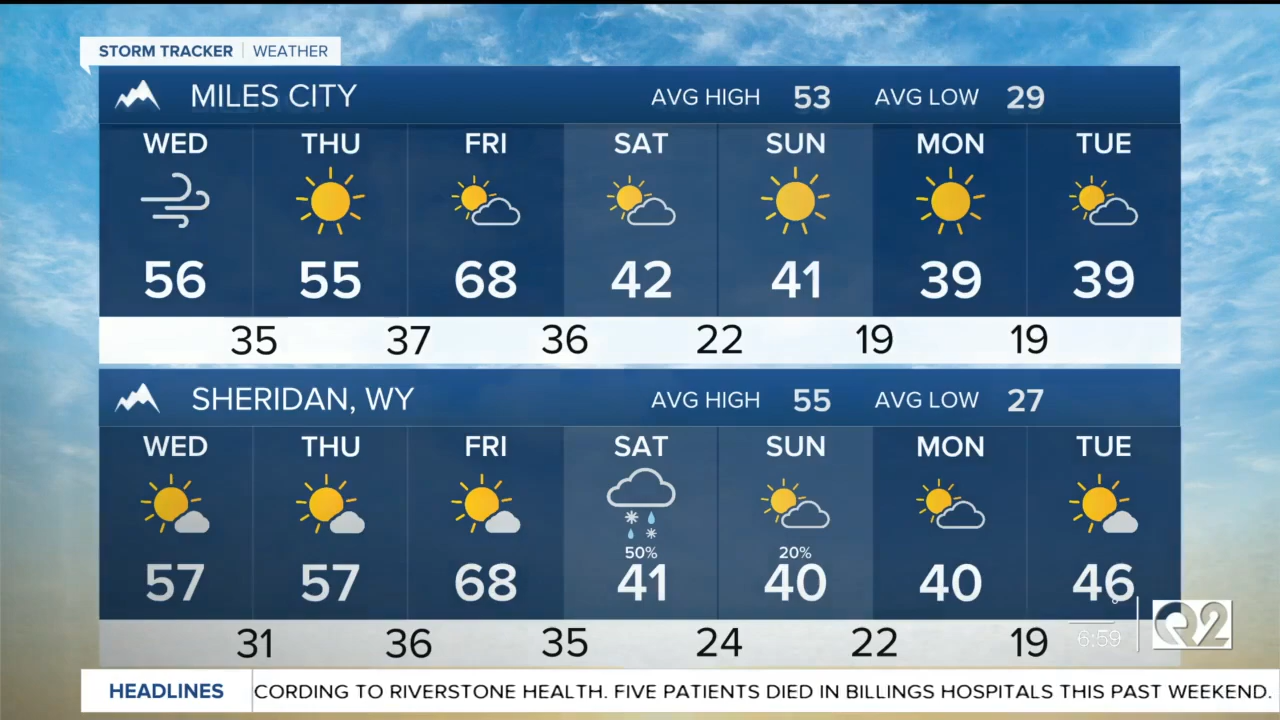 STORM TRACKER WEATHER
MILES CITY AVG HIGH 53 AVG LOW 29
WED THU FRI SAT SUN MON TUE
56 55 68 42 41 39 39
35 37 36 22 19 19
SHERIDAN, WY AVG HIGH 55 AVG LOW 27
WED THU FRI SAT SUN MON TUE
50% 20%
57 57 68 41 40 40 46
31 36 35 24 22 19 6:59 Q2
HEADLINES CORDING TO RIVERSTONE HEALTH. FIVE PATIENTS DIED IN BILLINGS HOSPITALS THIS PAST WEEKEND.